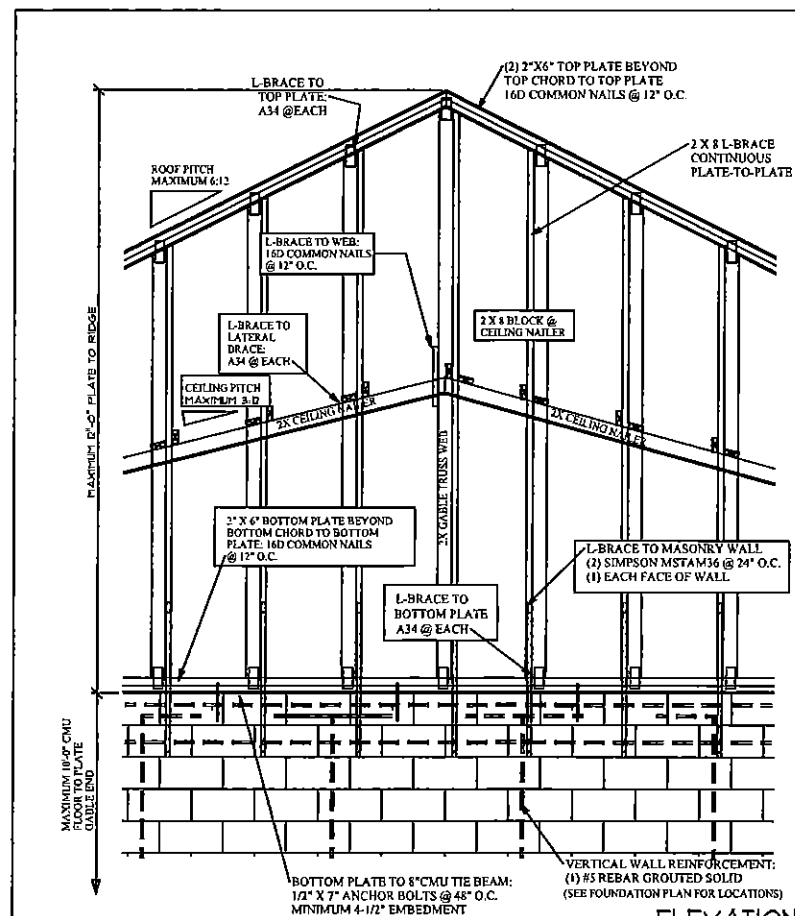 (2) 2"X6" TOP PLATE BEYOND
TOP CHORD TO TOP PLATE
16D COMMON NAILS @ 12" O.C.
L-BRACE TO
TOP PLATE:
A34 @EACH
2 X 8 L-BRACE
CONTINUOUS
PLATE-TO-PLATE
ROOF PITCH
MAXIMUM 6:12
L-BRACE TO WEB:
16D COMMON NAILS
@ 12" O.C.
2 X 8 BLOCK @
CEILING NAILER
L-BRACE TO
LATERAL
BRACE:
A34 @ EACH
CEILING PITCH
MAXIMUM 3:12
2X CEILING NAILER
2X CEILING NAILER
MAXIMUM 12'-0" PLATE TO RIDGE
2X GABLE TRUSS WEB
2" X 6" BOTTOM PLATE BEYOND
BOTTOM CHORD TO BOTTOM
PLATE: 16D COMMON NAILS
@ 12" O.C.
L-BRACE TO MASONRY WALL
(2) SIMPSON MSTAM36 @ 24" O.C.
(1) EACH FACE OF WALL
L-BRACE TO
BOTTOM PLATE
A34 @ EACH
MAXIMUM 10'-0" CMU
FLOOR TO PLATE
GABLE END
BOTTOM PLATE TO 8"CMU TIE BEAM:
1/2" X 7" ANCHOR BOLTS @ 48" O.C.
MINIMUM 4-1/2" EMBEDMENT
VERTICAL WALL REINFORCEMENT:
(1) #5 REBAR GROUTED SOLID
(SEE FOUNDATION PLAN FOR LOCATIONS)
ELEVATION